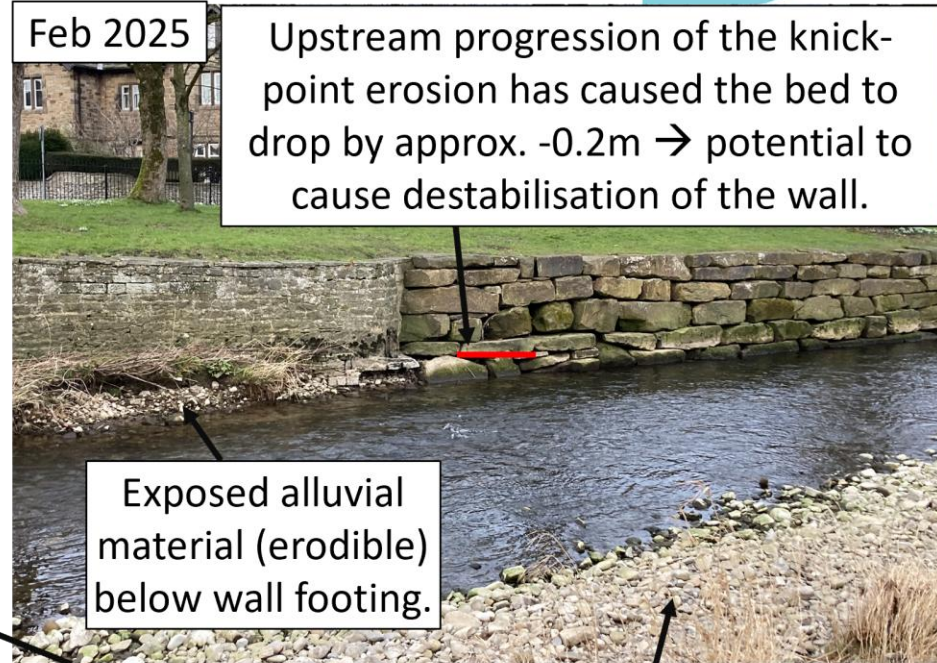 Feb 2025
Upstream progression of the knick-
point erosion has caused the bed to
drop by approx. -0.2m → potential to
cause destabilisation of the wall.
Exposed alluvial
material (erodible)
below wall footing.